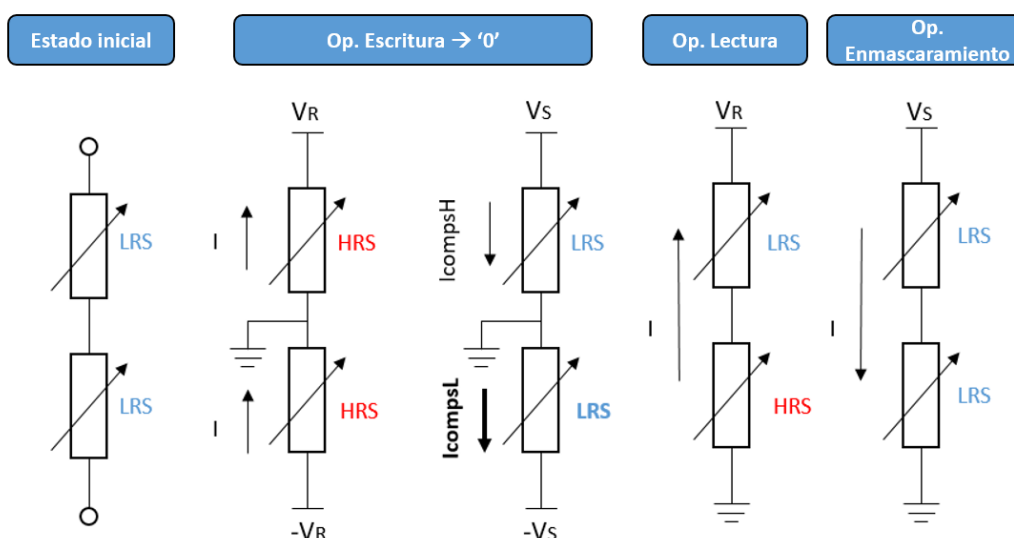 Estado inicial
Op. Escritura → ‘0’
Op. Lectura
Op.
Enmascaramiento
LRS
LRS
VR
I
HRS
I
HRS
-VR
VS
IcompsH
LRS
IcompsL
LRS
-VS
VR
LRS
I
HRS
VS
LRS
I
LRS